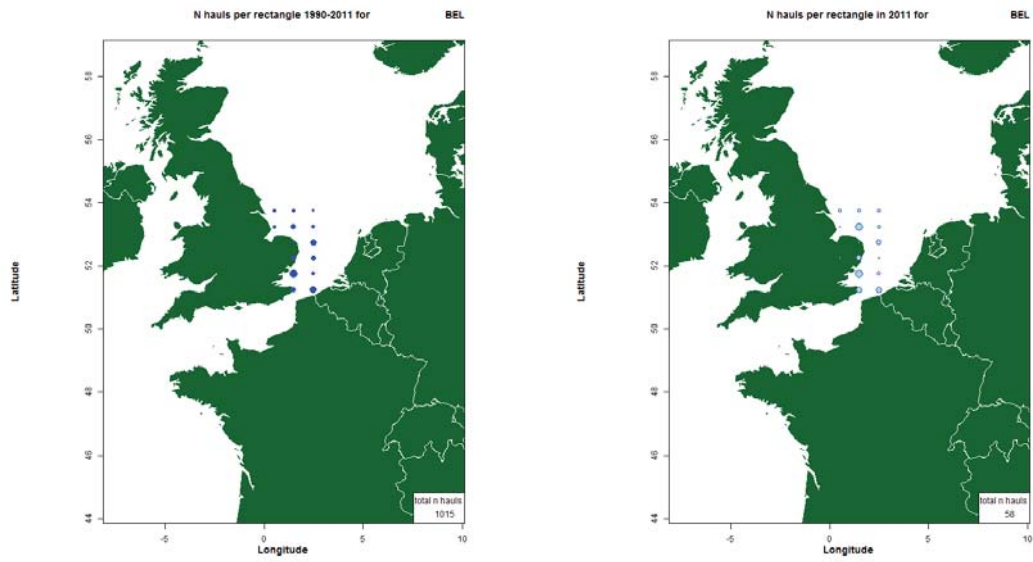 N hauls per rectangle 1990-2011 for BEL
Latitude
58
56
54
52
50
48
46
44
-5 0 5 10
Longitude
total n hauls
1015
N hauls per rectangle in 2011 for BEL
Latitude
58
56
54
52
50
48
46
44
-5 0 5 10
Longitude
total n hauls
58